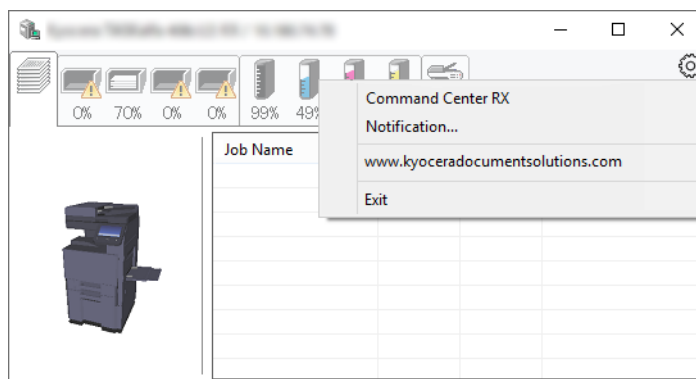 0% 70% 0% 0% 99% 49%
Command Center RX
Notification...
www.kyoceradocumentsolutions.com
Exit
Job Name